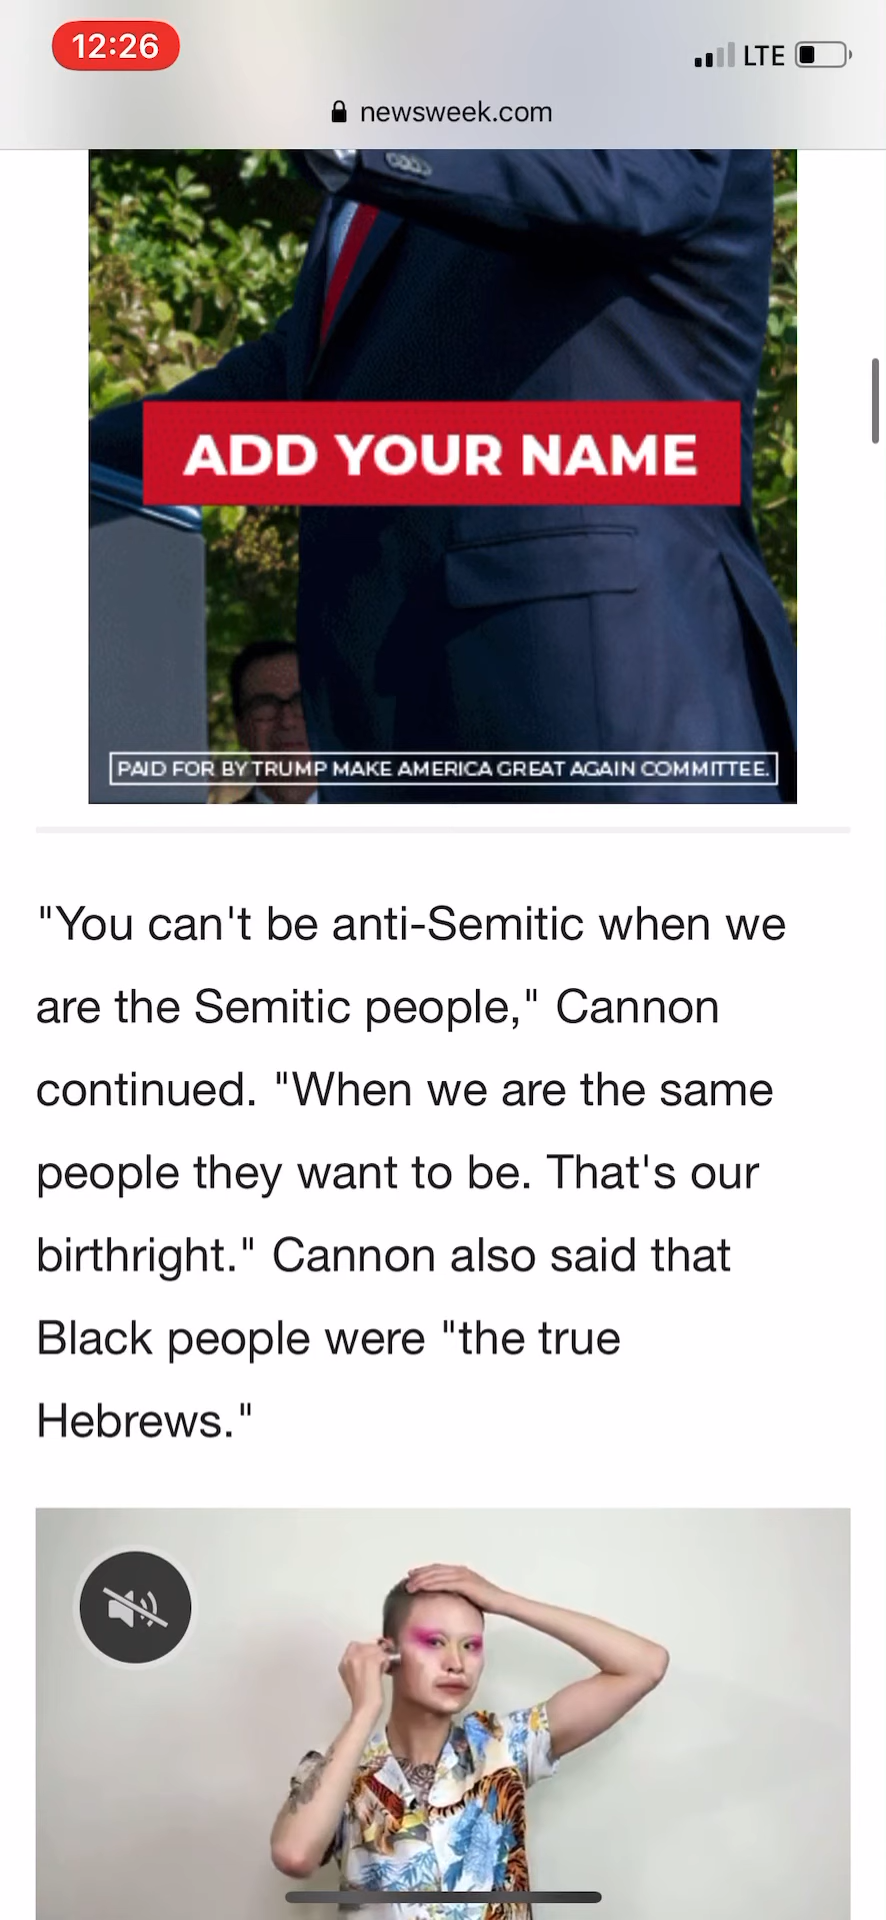 12:26
LTE
newsweek.com
ADD YOUR NAME
PAID FOR BY TRUMP MAKE AMERICA GREAT AGAIN COMMITTEE.
"You can't be anti-Semitic when we
are the Semitic people," Cannon
continued. "When we are the same
people they want to be. That's our
birthright." Cannon also said that
Black people were "the true
Hebrews."